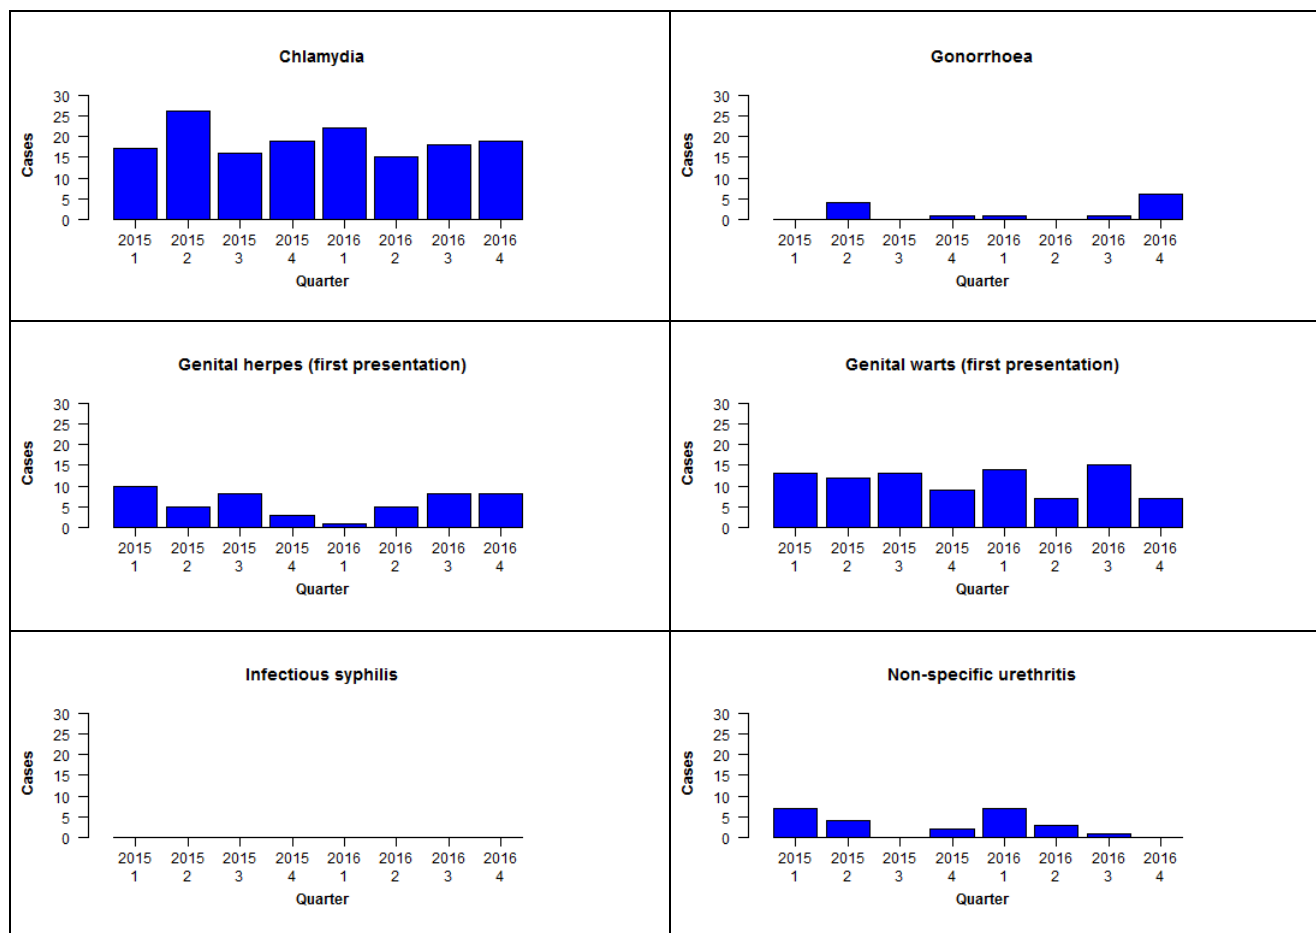 Chlamydia
30
25
20
15
10
5
0
Cases
2015 2015 2015 2015 2016 2016 2016 2016
1 2 3 4 1 2 3 4
Quarter
Gonorrhoea
30
25
20
15
10
5
0
Cases
2015 2015 2015 2015 2016 2016 2016 2016
1 2 3 4 1 2 3 4
Quarter
Genital herpes (first presentation)
30
25
20
15
10
5
0
Cases
2015 2015 2015 2015 2016 2016 2016 2016
1 2 3 4 1 2 3 4
Quarter
Genital warts (first presentation)
30
25
20
15
10
5
0
Cases
2015 2015 2015 2015 2016 2016 2016 2016
1 2 3 4 1 2 3 4
Quarter
Infectious syphilis
30
25
20
15
10
5
0
Cases
2015 2015 2015 2015 2016 2016 2016 2016
1 2 3 4 1 2 3 4
Quarter
Non-specific urethritis
30
25
20
15
10
5
0
Cases
2015 2015 2015 2015 2016 2016 2016 2016
1 2 3 4 1 2 3 4
Quarter